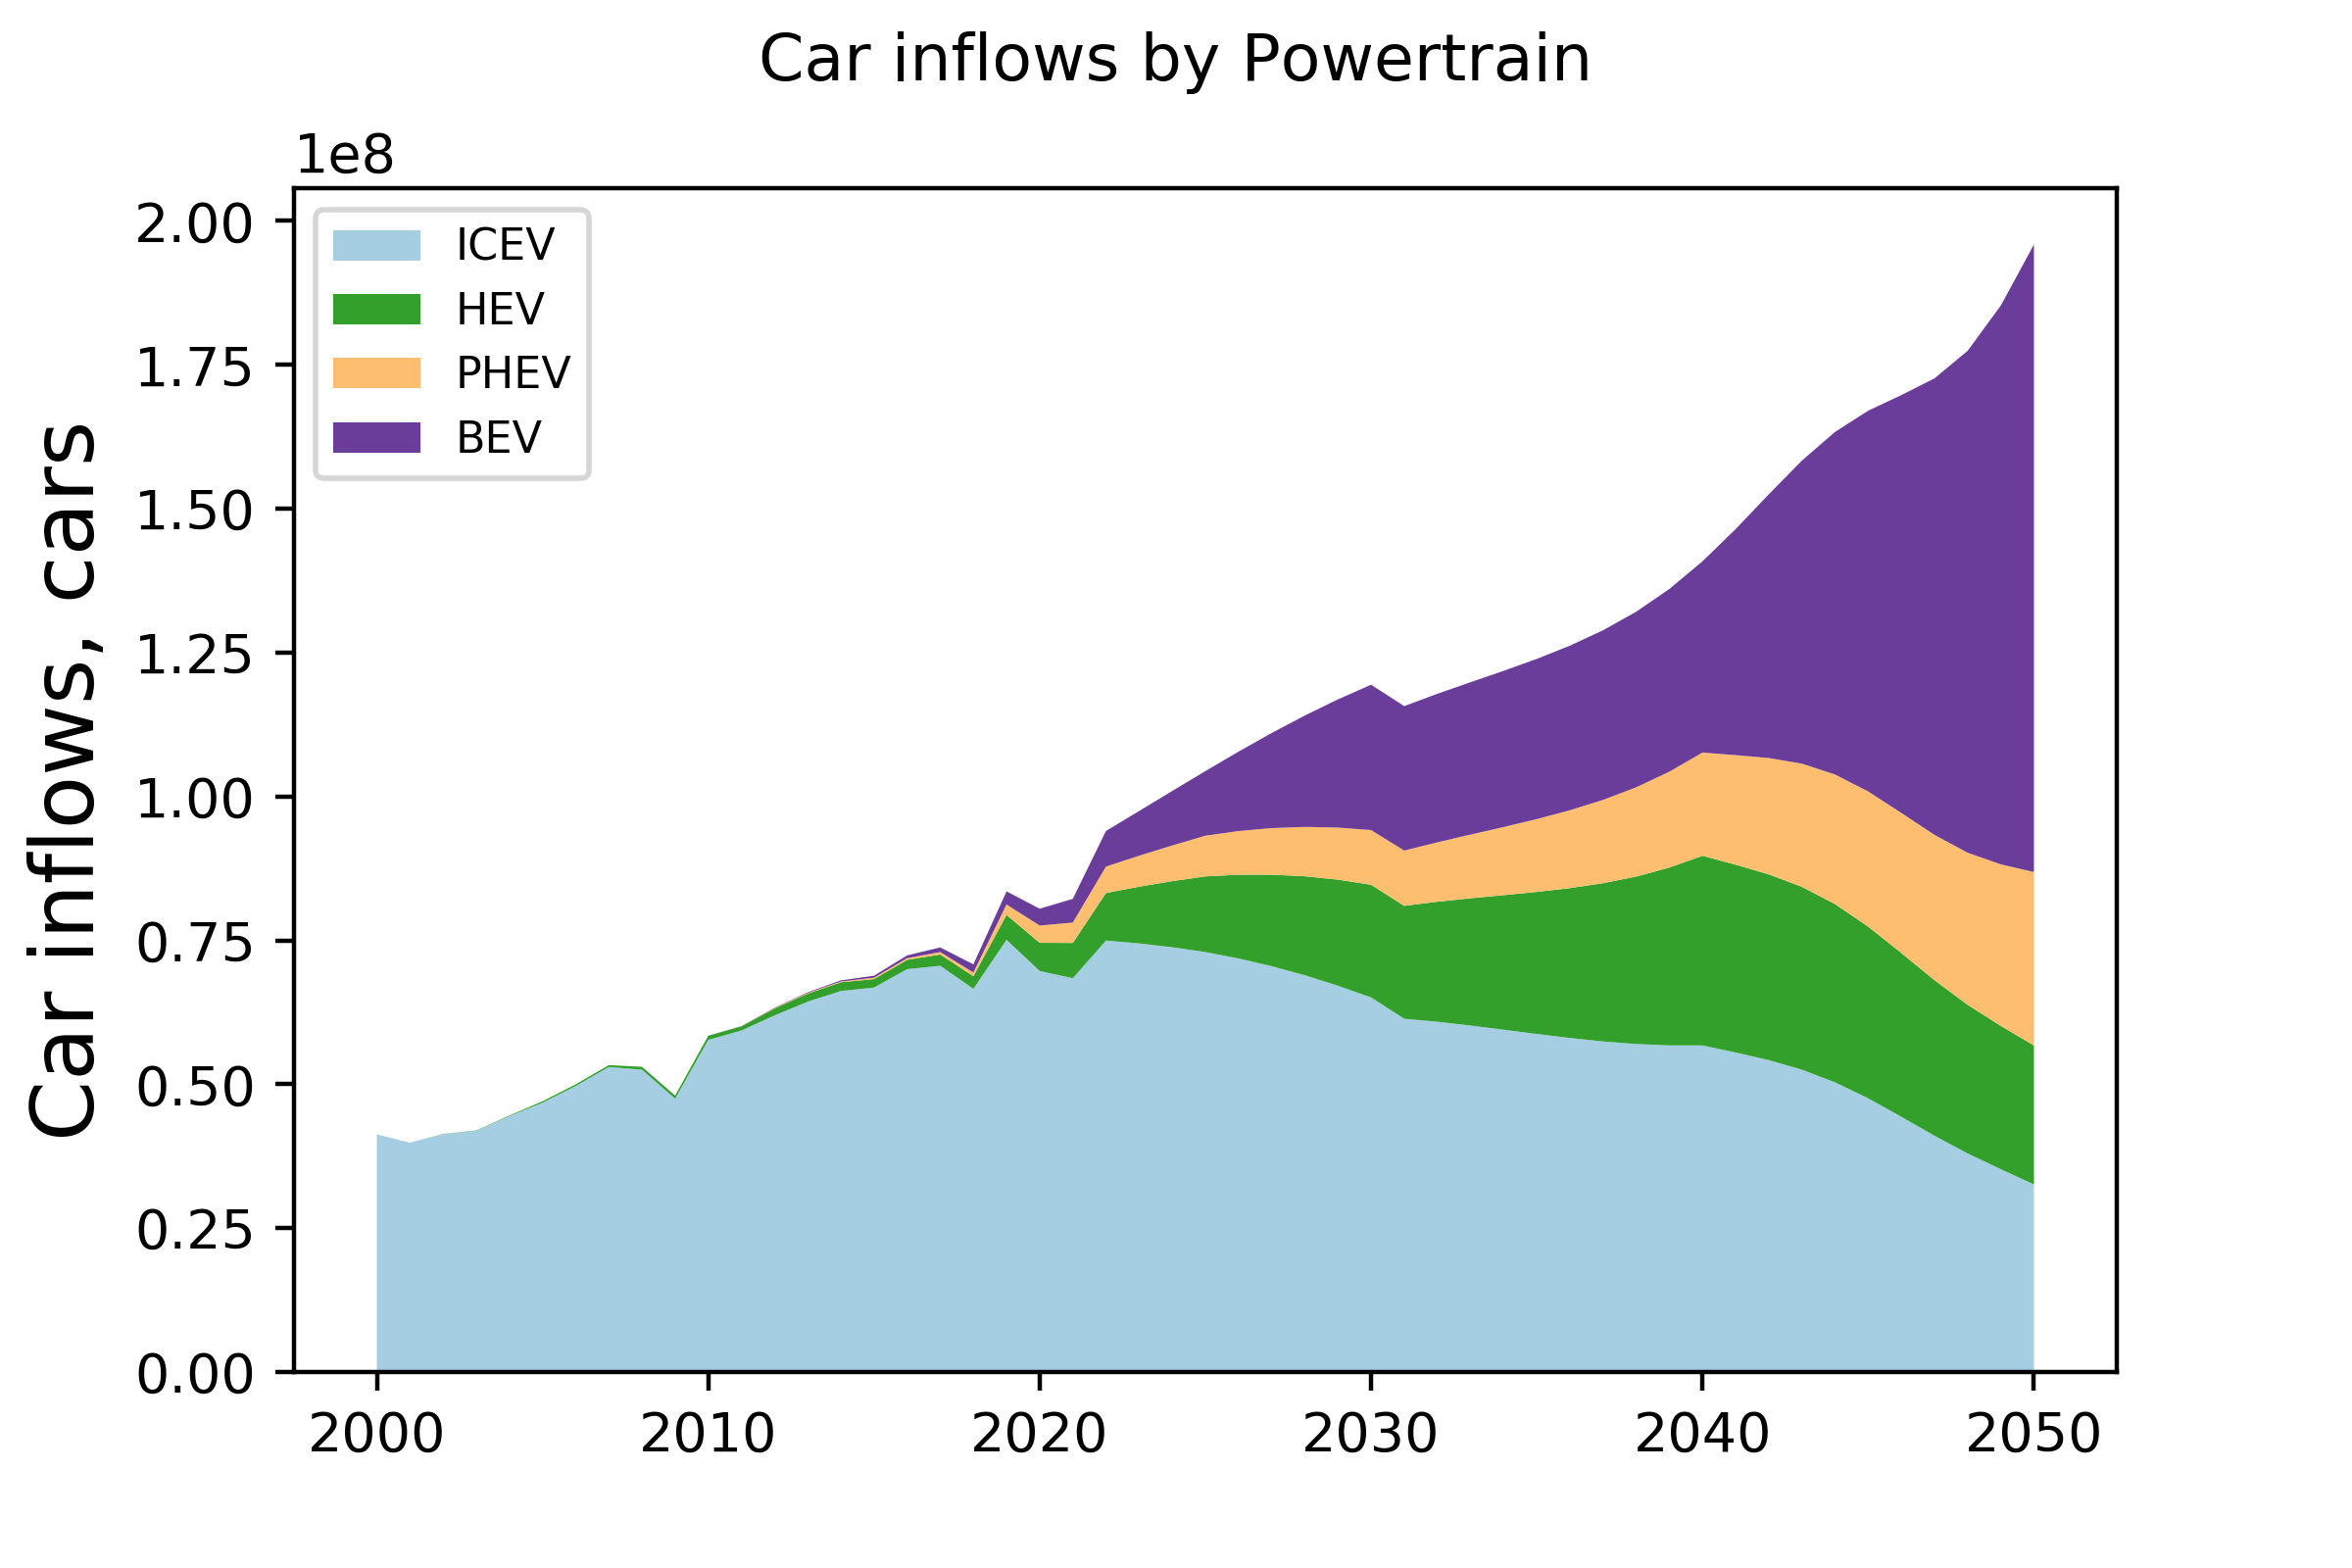 Car inflows by Powertrain
1e8
2.00
1.75
1.50
1.25
1.00
0.75
0.50
0.25
0.00
Car inflows, cars
ICEV
HEV
PHEV
BEV
2000 2010 2020 2030 2040 2050